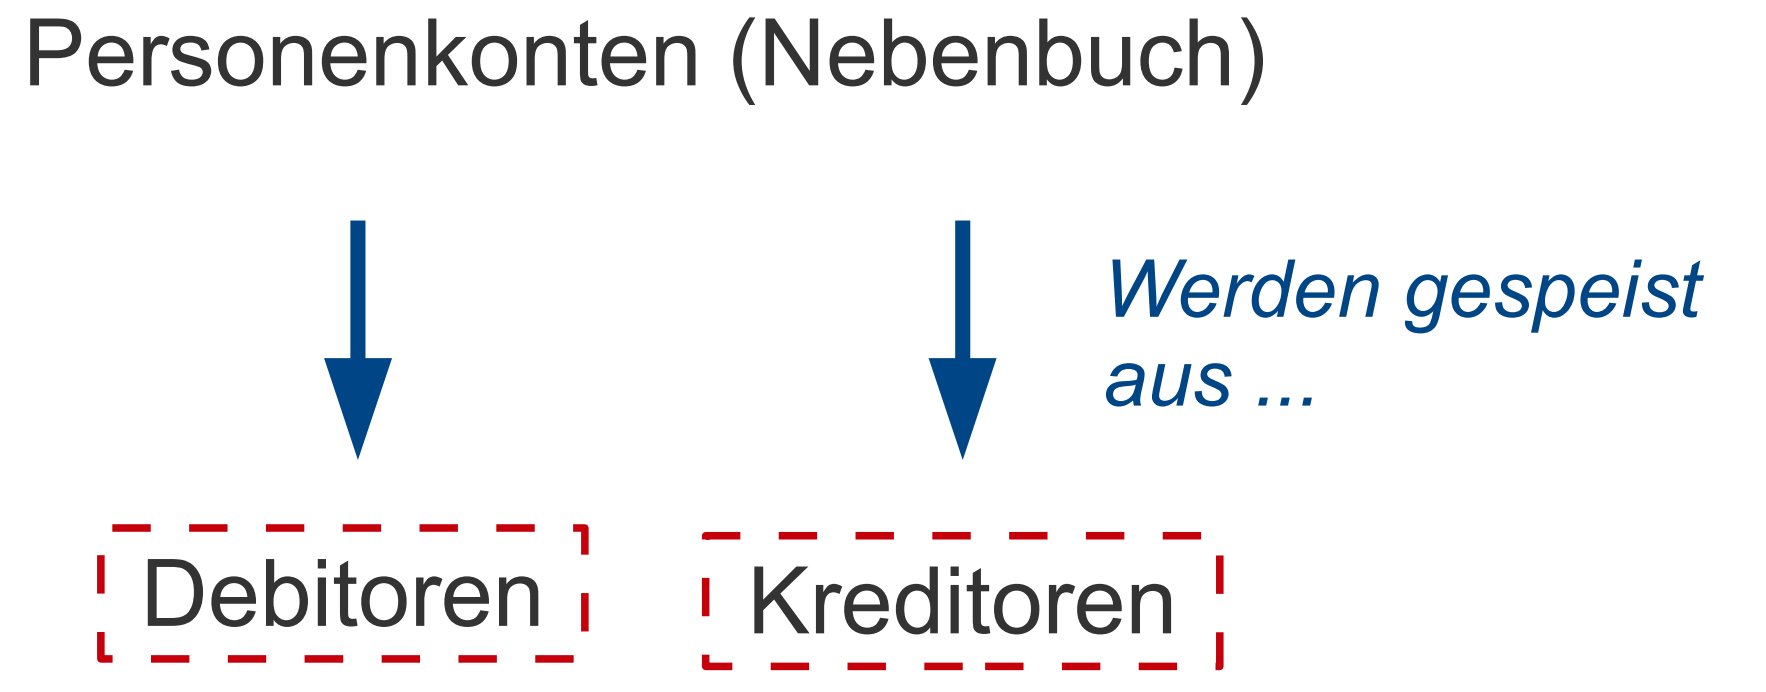 Personenkonten (Nebenbuch)
Werden gespeist
aus ...
Debitoren
Kreditoren